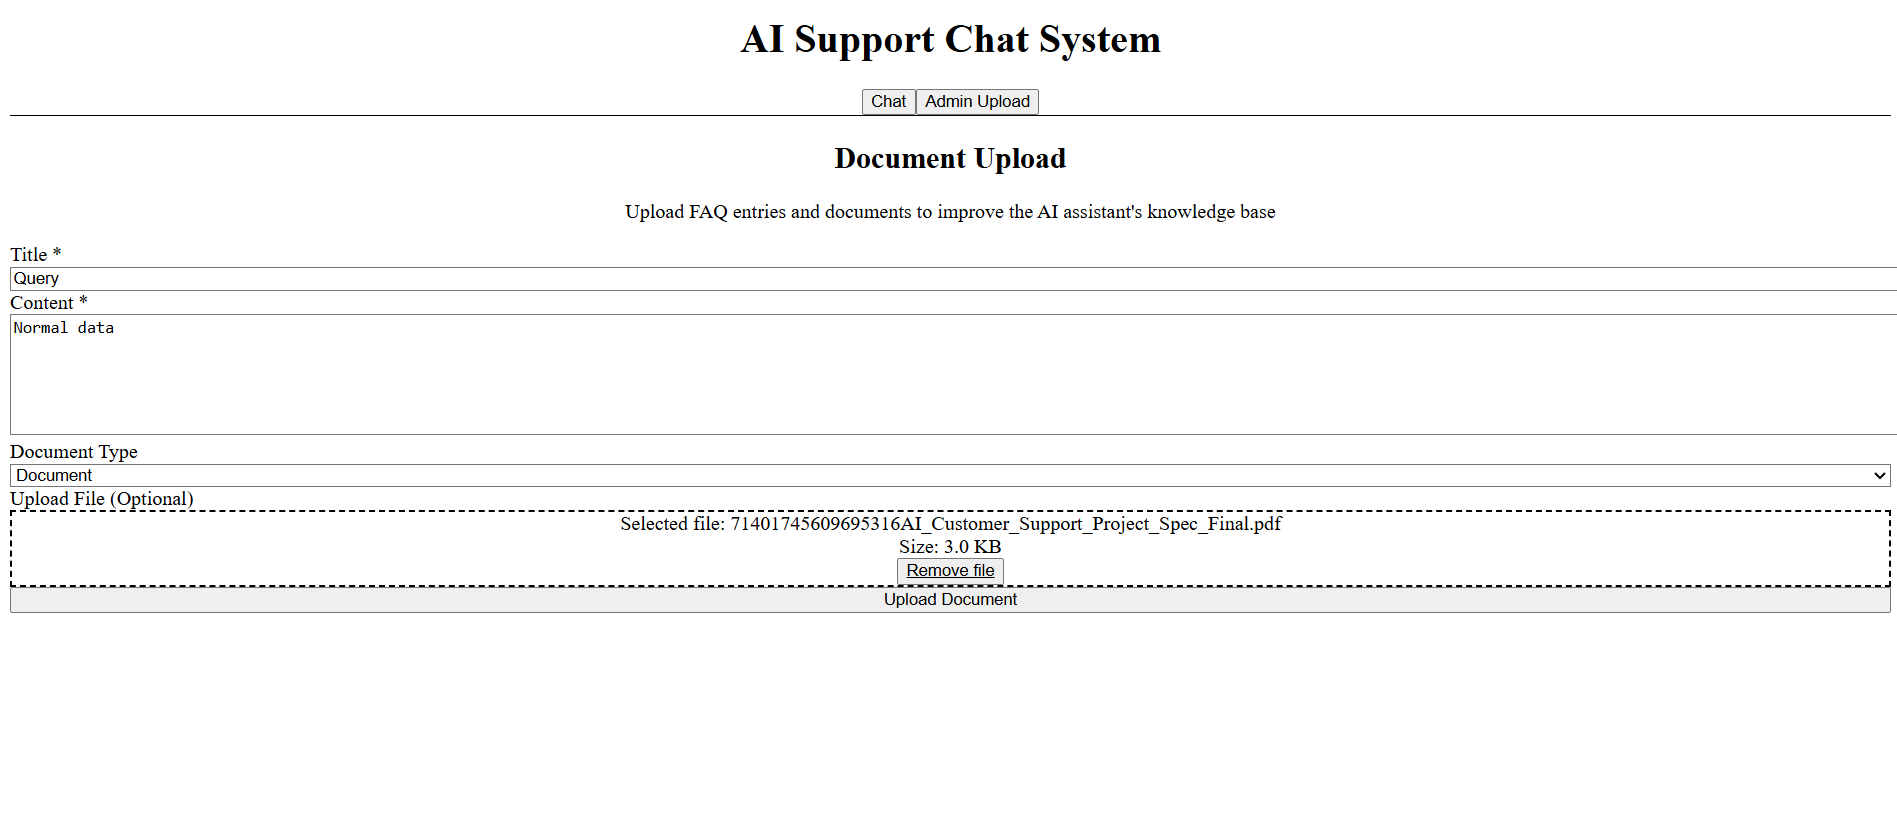 AI Support Chat System
Chat Admin Upload
Document Upload
Upload FAQ entries and documents to improve the AI assistant's knowledge base
Title *
Query
Content *
Normal data
Document Type
Document
Upload File (Optional)
Selected file: 71401745609695316AI_Customer_Support_Project_Spec_Final.pdf
Size: 3.0 KB
Remove file
Upload Document